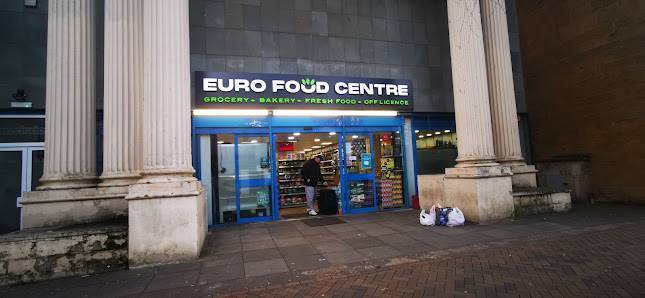 EURO FOOD CENTRE
GROCERY - BAKERY - FRESH FOOD - OFF LICENCE